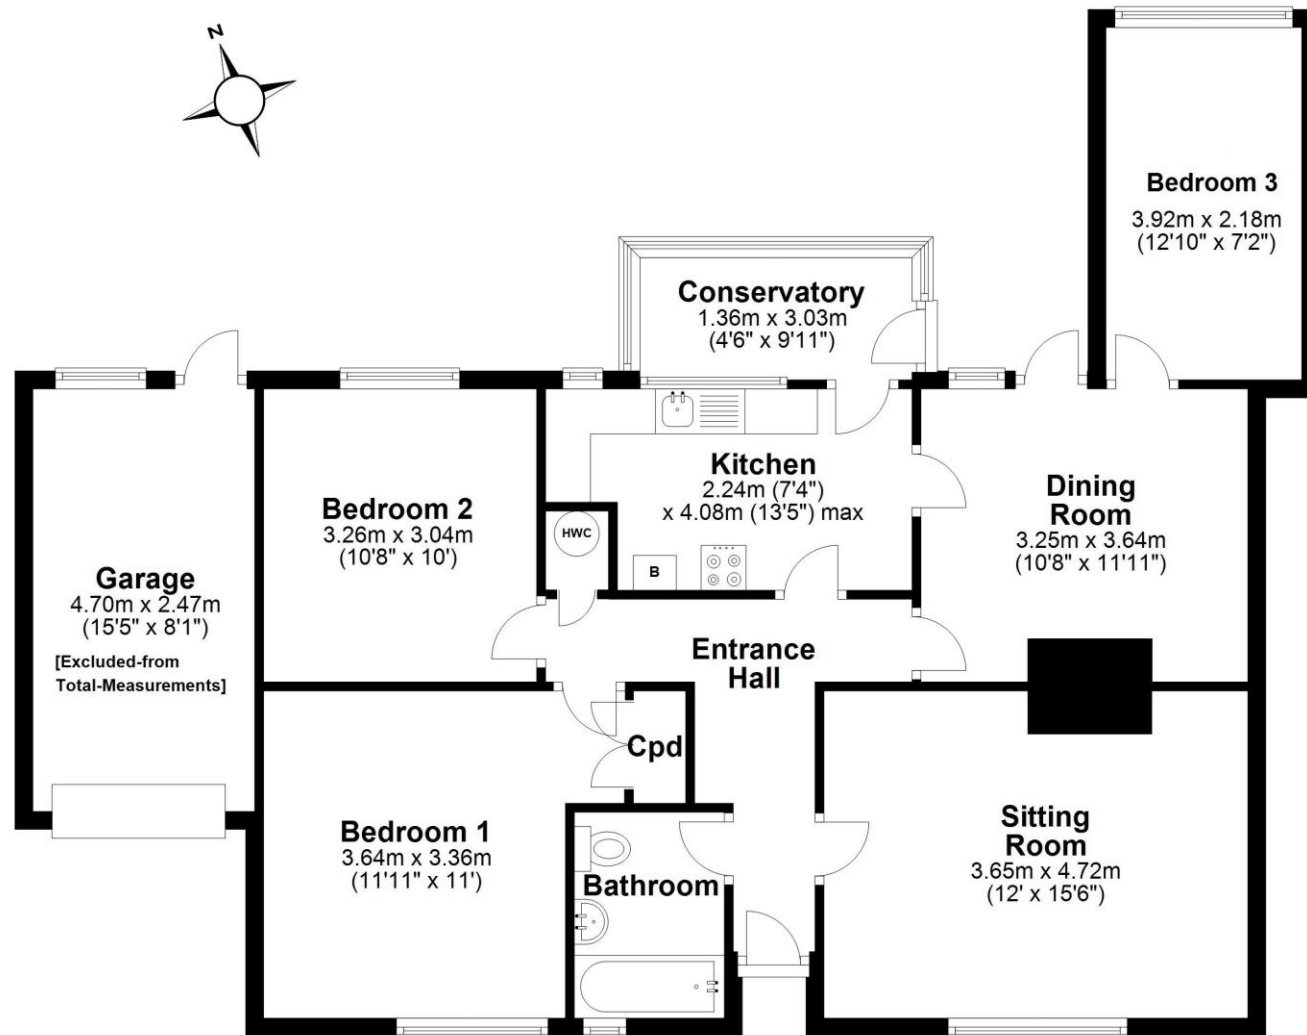 N
Bedroom 3
3.92m x 2.18m
(12'10" x 7'2")
Conservatory
1.36m x 3.03m
(4'6" x 9'11")
Kitchen
2.24m (7'4")
x 4.08m (13'5") max
Bedroom 2
3.26m x 3.04m
(10'8" x 10')
HWC
B
Dining
Room
3.25m x 3.64m
(10'8" x 11'11")
Garage
4.70m x 2.47m
(15'5" x 8'1")
[Excluded-from
Total-Measurements]
Entrance
Hall
Cpd
Bedroom 1
3.64m x 3.36m
(11'11" x 11')
Bathroom
Sitting
Room
3.65m x 4.72m
(12' x 15'6")